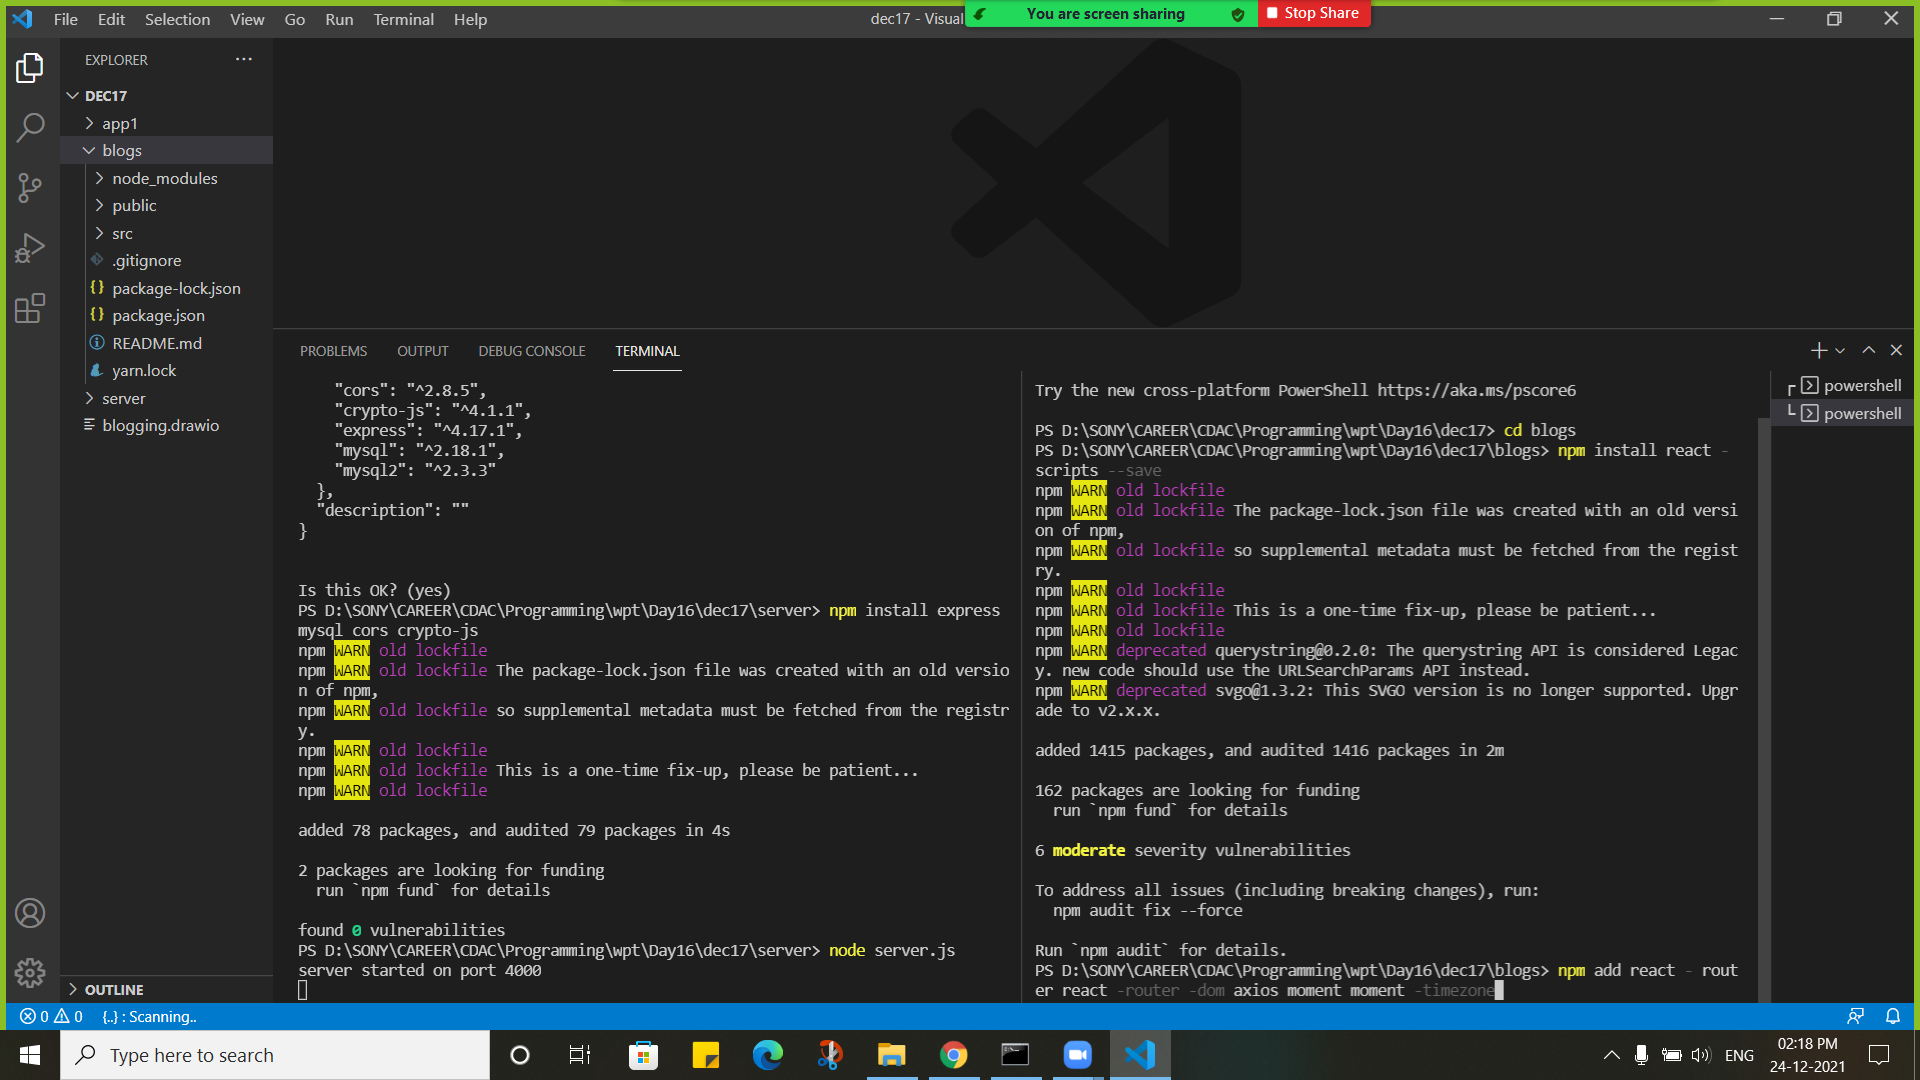 File Edit Selection View Go Run Terminal Help
dec17 - Visual
You are screen sharing
Stop Share
EXPLORER
DEC17
app1
blogs
node_modules
public
src
.gitignore
package-lock.json
package.json
README.md
yarn.lock
server
blogging.drawio
OUTLINE
PROBLEMS OUTPUT DEBUG CONSOLE TERMINAL
"cors": "^2.8.5",
"crypto-js": "^4.1.1",
"express": "^4.17.1",
"mysql": "^2.18.1",
"mysql2": "^2.3.3"
},
"description": ""
}
Is this OK? (yes)
PS D:\SONY\CAREER\CDAC\Programming\wpt\Day16\dec17\server> npm install express
mysql cors crypto-js
npm WARN old lockfile
npm WARN old lockfile The package-lock.json file was created with an old versio
n of npm,
npm WARN old lockfile so supplemental metadata must be fetched from the registr
y.
npm WARN old lockfile
npm WARN old lockfile This is a one-time fix-up, please be patient...
npm WARN old lockfile
added 78 packages, and audited 79 packages in 4s
2 packages are looking for funding
run `npm fund` for details
found 0 vulnerabilities
PS D:\SONY\CAREER\CDAC\Programming\wpt\Day16\dec17\server> node server.js
server started on port 4000
Try the new cross-platform PowerShell https://aka.ms/pscore6
PS D:\SONY\CAREER\CDAC\Programming\wpt\Day16\dec17> cd blogs
PS D:\SONY\CAREER\CDAC\Programming\wpt\Day16\dec17\blogs> npm install react -
scripts --save
npm WARN old lockfile
npm WARN old lockfile The package-lock.json file was created with an old versi
on of npm,
npm WARN old lockfile so supplemental metadata must be fetched from the regist
ry.
npm WARN old lockfile
npm WARN old lockfile This is a one-time fix-up, please be patient...
npm WARN old lockfile
npm WARN deprecated querystring@0.2.0: The querystring API is considered Legac
y. new code should use the URLSearchParams API instead.
npm WARN deprecated svgo@1.3.2: This SVGO version is no longer supported. Upgr
ade to v2.x.x.
added 1415 packages, and audited 1416 packages in 2m
162 packages are looking for funding
run `npm fund` for details
6 moderate severity vulnerabilities
To address all issues (including breaking changes), run:
npm audit fix --force
Run `npm audit` for details.
PS D:\SONY\CAREER\CDAC\Programming\wpt\Day16\dec17\blogs> npm add react - rout
er react -router -dom axios moment moment -timezone
powershell
powershell
0 0 {..} : Scanning..
Type here to search
ENG
02:18 PM
24-12-2021